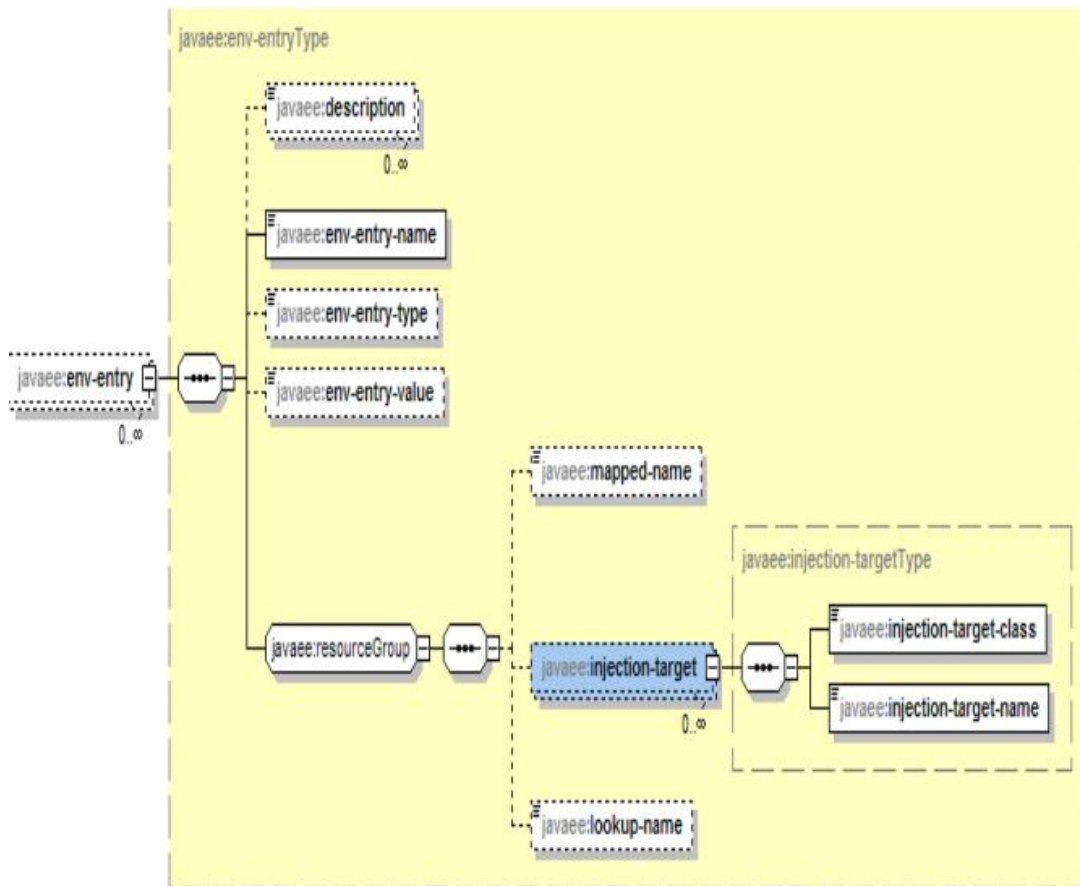 javaee:env-entryType
javaee:description
0..∞
javaee:env-entry-name
javaee:env-entry-type
javaee:env-entry
0..∞
javaee:env-entry-value
javaee:mapped-name
javaee:injection-targetType
javaee:injection-target-class
javaee:resourceGroup
javaee:injection-target
0..∞
javaee:injection-target-name
javaee:lookup-name